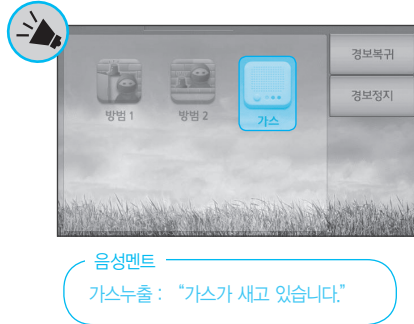 경보복귀
경보정지
방범 1
방범 2
가스
음성멘트
가스누출 : “가스가 새고 있습니다.”